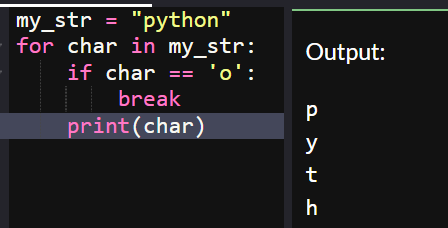 my_str = "python"
for char in my_str:
    if char == 'o':
        break
    print(char)
Output:
p
y
t
h